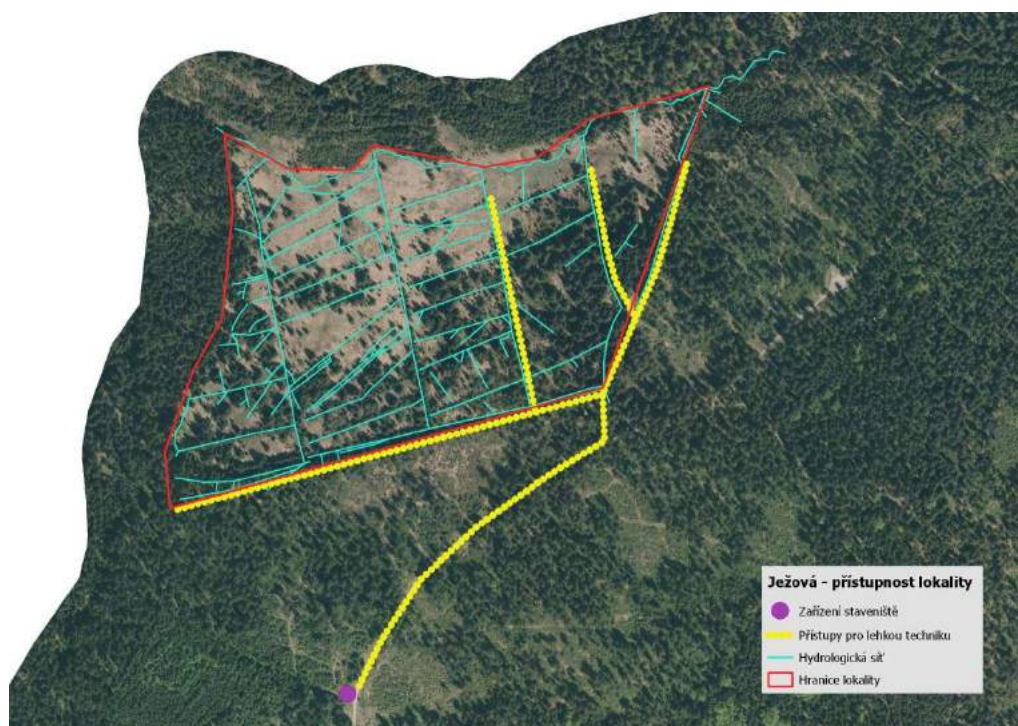 Ježová - přístupnost lokality
Zařízení staveniště
Přístupy pro lehkou techniku
Hydrologická síť
Hranice lokality